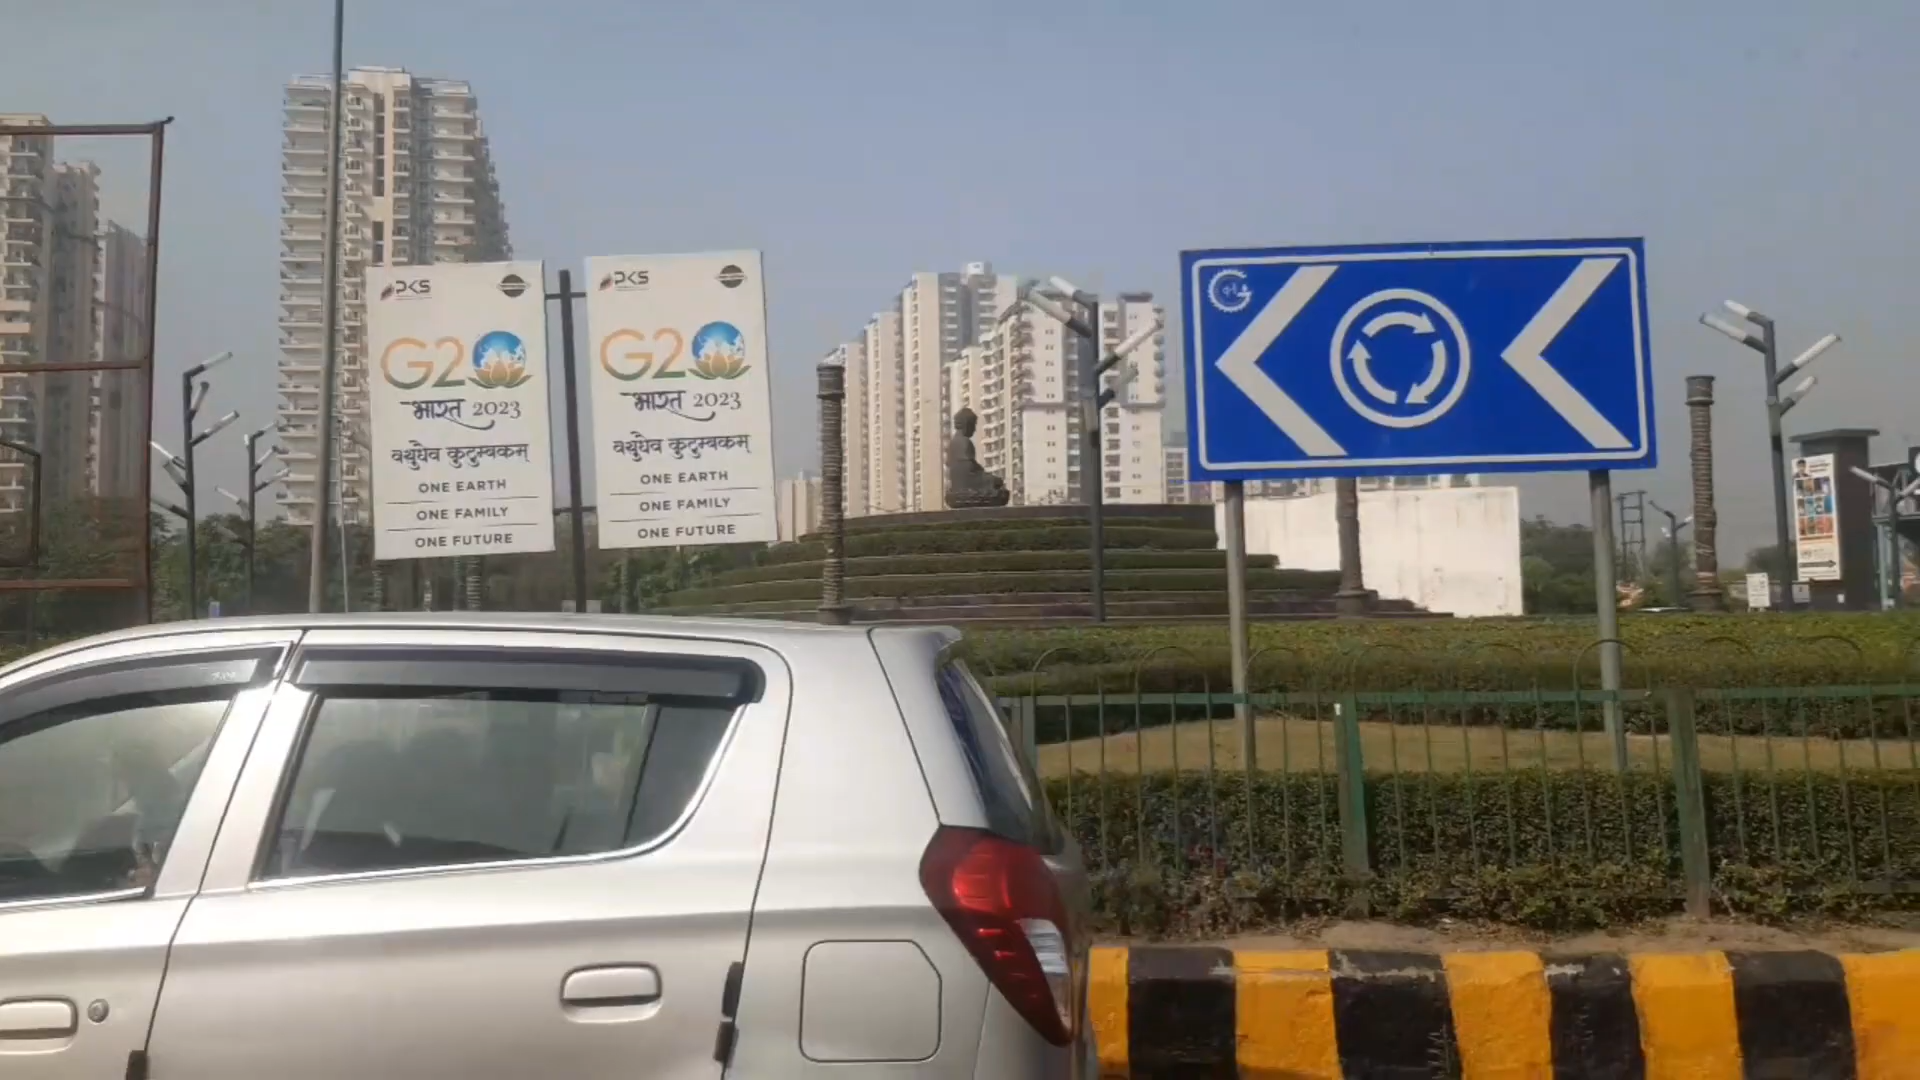 PKS
G20
भारत 2023
वसुधैव कुटुम्बकम्
ONE EARTH
ONE FAMILY
ONE FUTURE
PKS
G20
भारत 2023
वसुधैव कुटुम्बकम्
ONE EARTH
ONE FAMILY
ONE FUTURE